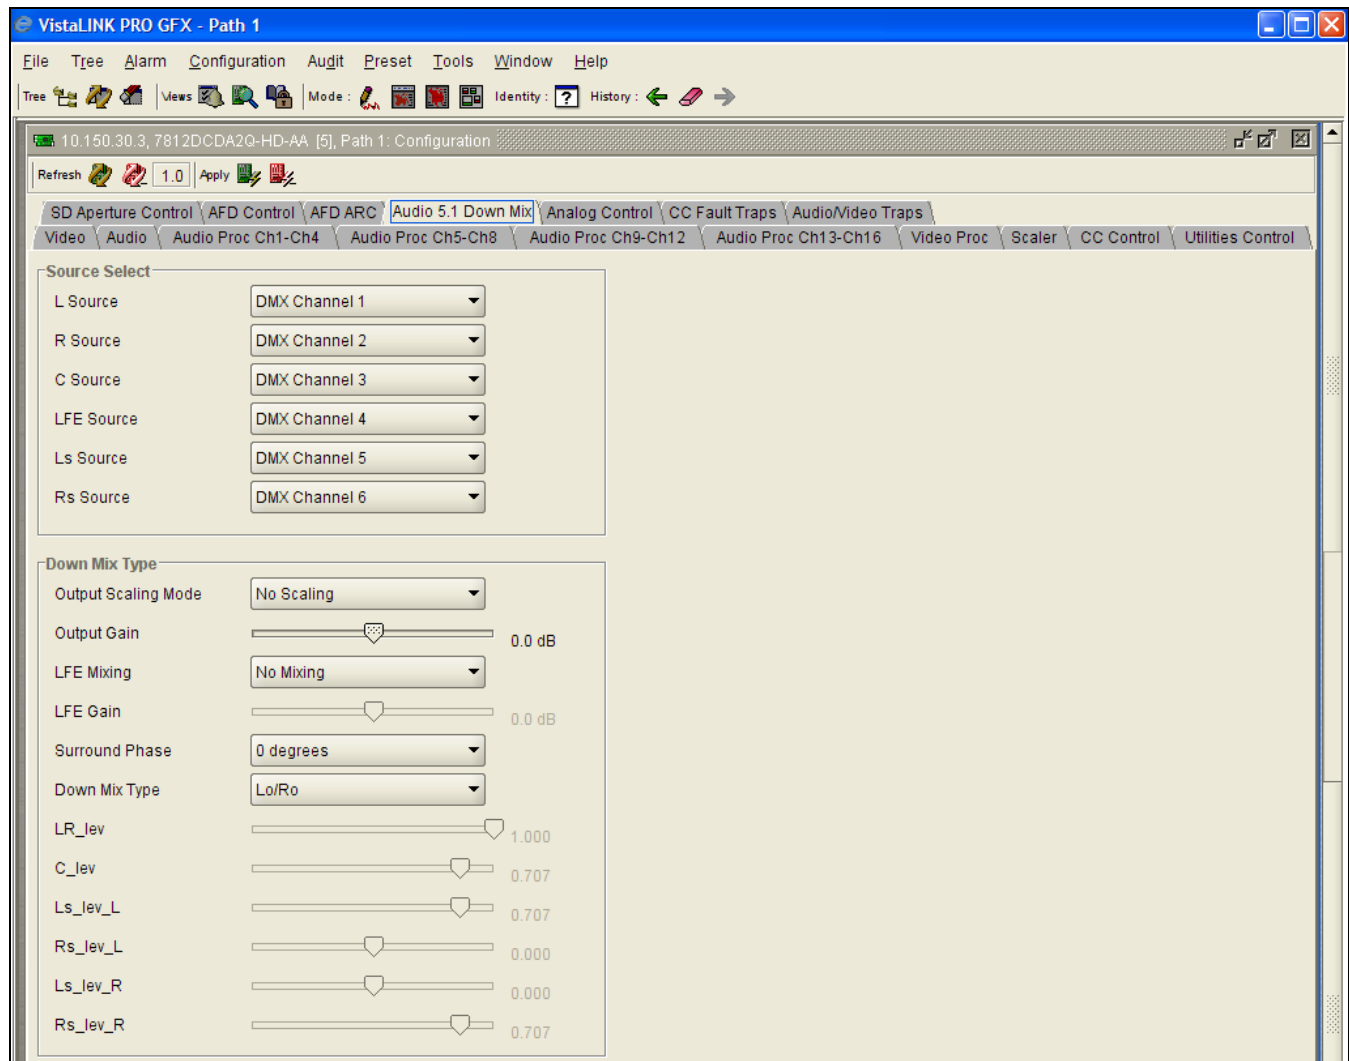 VistaLINK PRO GFX - Path 1
File Tree Alarm Configuration Audit Preset Tools Window Help
Tree Views Mode : Identity : ? History :
10.150.30.3, 7812DCDA2Q-HD-AA [5], Path 1: Configuration
Refresh 1.0 Apply
SD Aperture Control AFD Control AFD ARC Audio 5.1 Down Mix Analog Control CC Fault Traps Audio/Video Traps
Video Audio Audio Proc Ch1-Ch4 Audio Proc Ch5-Ch8 Audio Proc Ch9-Ch12 Audio Proc Ch13-Ch16 Video Proc Scaler CC Control Utilities Control
Source Select
L Source DMX Channel 1
R Source DMX Channel 2
C Source DMX Channel 3
LFE Source DMX Channel 4
Ls Source DMX Channel 5
Rs Source DMX Channel 6
Down Mix Type
Output Scaling Mode No Scaling
Output Gain 0.0 dB
LFE Mixing No Mixing
LFE Gain 0.0 dB
Surround Phase 0 degrees
Down Mix Type Lo/Ro
LR_lev 1.000
C_lev 0.707
Ls_lev_L 0.707
Rs_lev_L 0.000
Ls_lev_R 0.000
Rs_lev_R 0.707